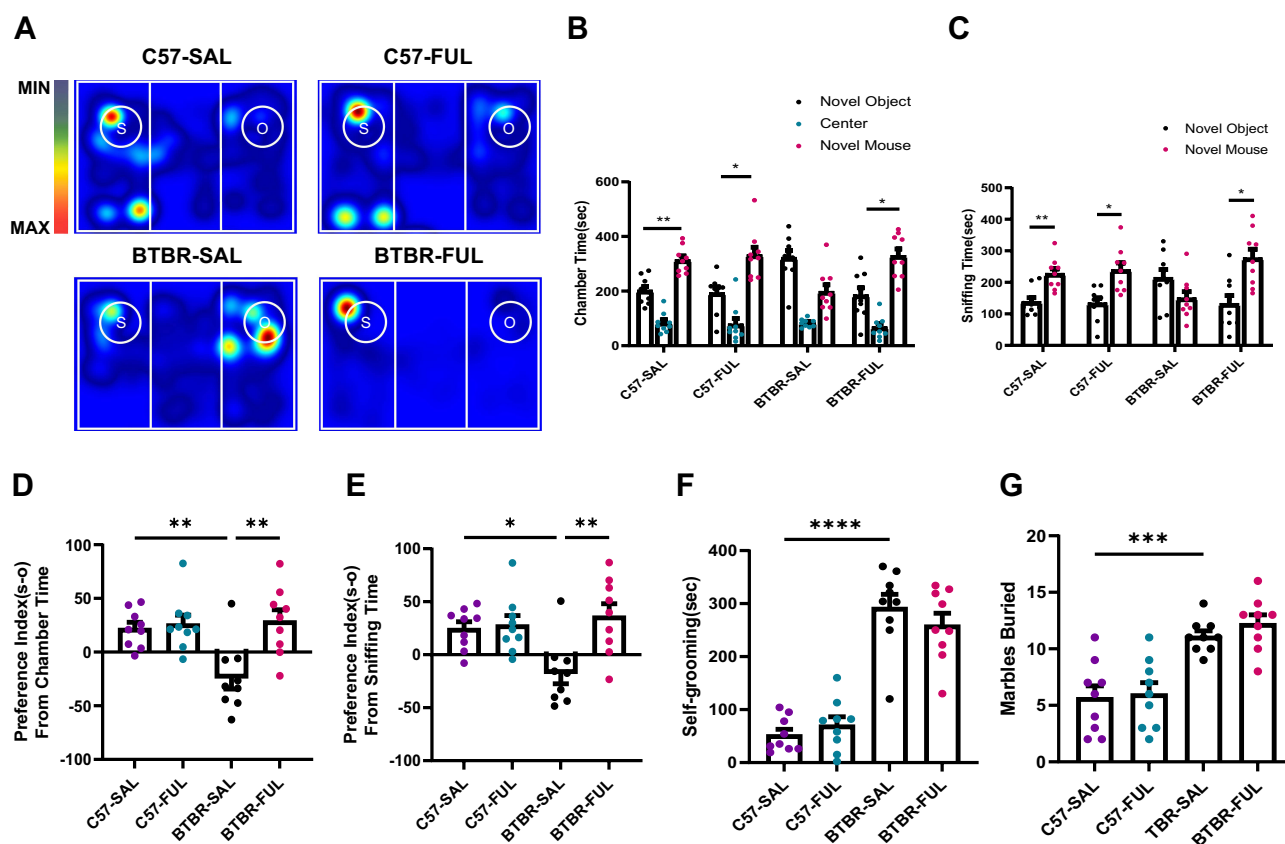 A
C57-SAL
C57-FUL
MIN
MAX
S
O
S
O
BTBR-SAL
BTBR-FUL
S
O
S
O
B
Novel Object
Center
Novel Mouse
Chamber Time(sec)
600
400
200
0
**
*
*
C57-SAL
C57-FUL
BTBR-SAL
BTBR-FUL
C
Novel Object
Novel Mouse
Sniffing Time(sec)
500
400
300
200
100
0
**
*
*
C57-SAL
C57-FUL
BTBR-SAL
BTBR-FUL
D
Preference Index(s-o)
From Chamber Time
100
50
0
-50
-100
**
**
C57-SAL
C57-FUL
BTBR-SAL
BTBR-FUL
E
Preference Index(s-o)
From Sniffing Time
100
50
0
-50
-100
*
**
C57-SAL
C57-FUL
BTBR-SAL
BTBR-FUL
F
Self-grooming(sec)
400
300
200
100
0
****
C57-SAL
C57-FUL
BTBR-SAL
BTBR-FUL
G
Marbles Buried
20
15
10
5
0
***
C57-SAL
C57-FUL
TBR-SAL
BTBR-FUL